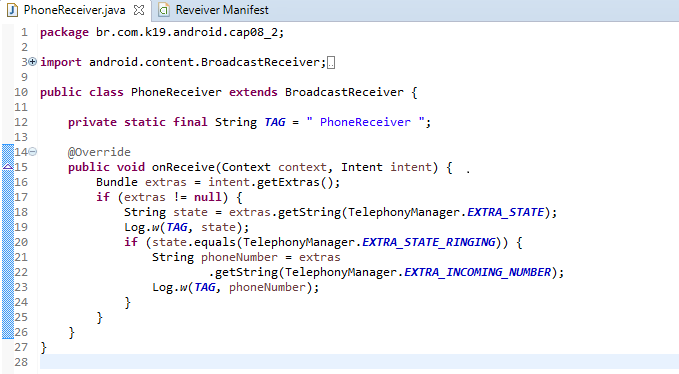 PhoneReceiver.java Reveiver Manifest
1 package br.com.k19.android.cap08_2;
2
3 import android.content.BroadcastReceiver;
9
10 public class PhoneReceiver extends BroadcastReceiver {
11
12 private static final String TAG = " PhoneReceiver ";
13
14 @Override
15 public void onReceive(Context context, Intent intent) { .
16 Bundle extras = intent.getExtras();
17 if (extras != null) {
18 String state = extras.getString(TelephonyManager.EXTRA_STATE);
19 Log.w(TAG, state);
20 if (state.equals(TelephonyManager.EXTRA_STATE_RINGING)) {
21 String phoneNumber = extras
22 .getString(TelephonyManager.EXTRA_INCOMING_NUMBER);
23 Log.w(TAG, phoneNumber);
24 }
25 }
26 }
27 }
28